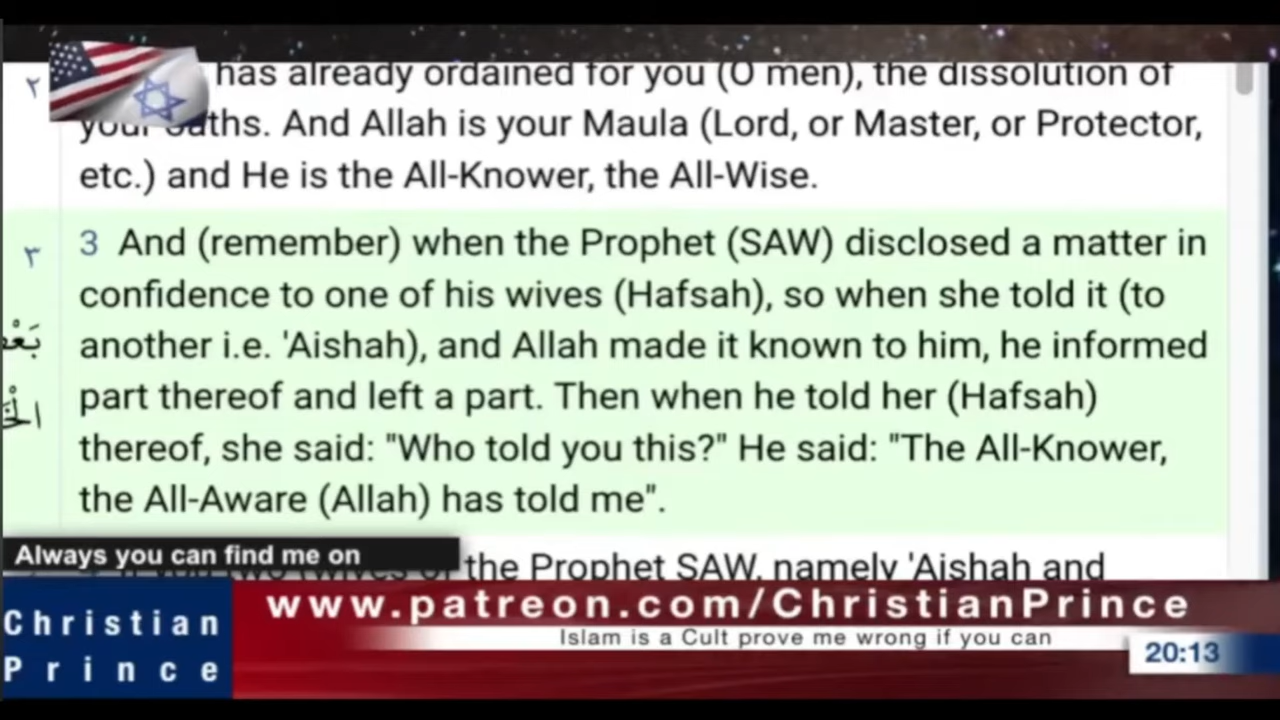 ٢
has already ordained for you (O men), the dissolution of
your oaths. And Allah is your Maula (Lord, or Master, or Protector,
etc.) and He is the All-Knower, the All-Wise.
٣
3 And (remember) when the Prophet (SAW) disclosed a matter in
confidence to one of his wives (Hafsah), so when she told it (to
another i.e. 'Aishah), and Allah made it known to him, he informed
part thereof and left a part. Then when he told her (Hafsah)
thereof, she said: "Who told you this?" He said: "The All-Knower,
the All-Aware (Allah) has told me".
Always you can find me on
the Prophet SAW, namely 'Aishah and
Christian
Prince
www.patreon.com/ChristianPrince
Islam is a Cult prove me wrong if you can
20:13